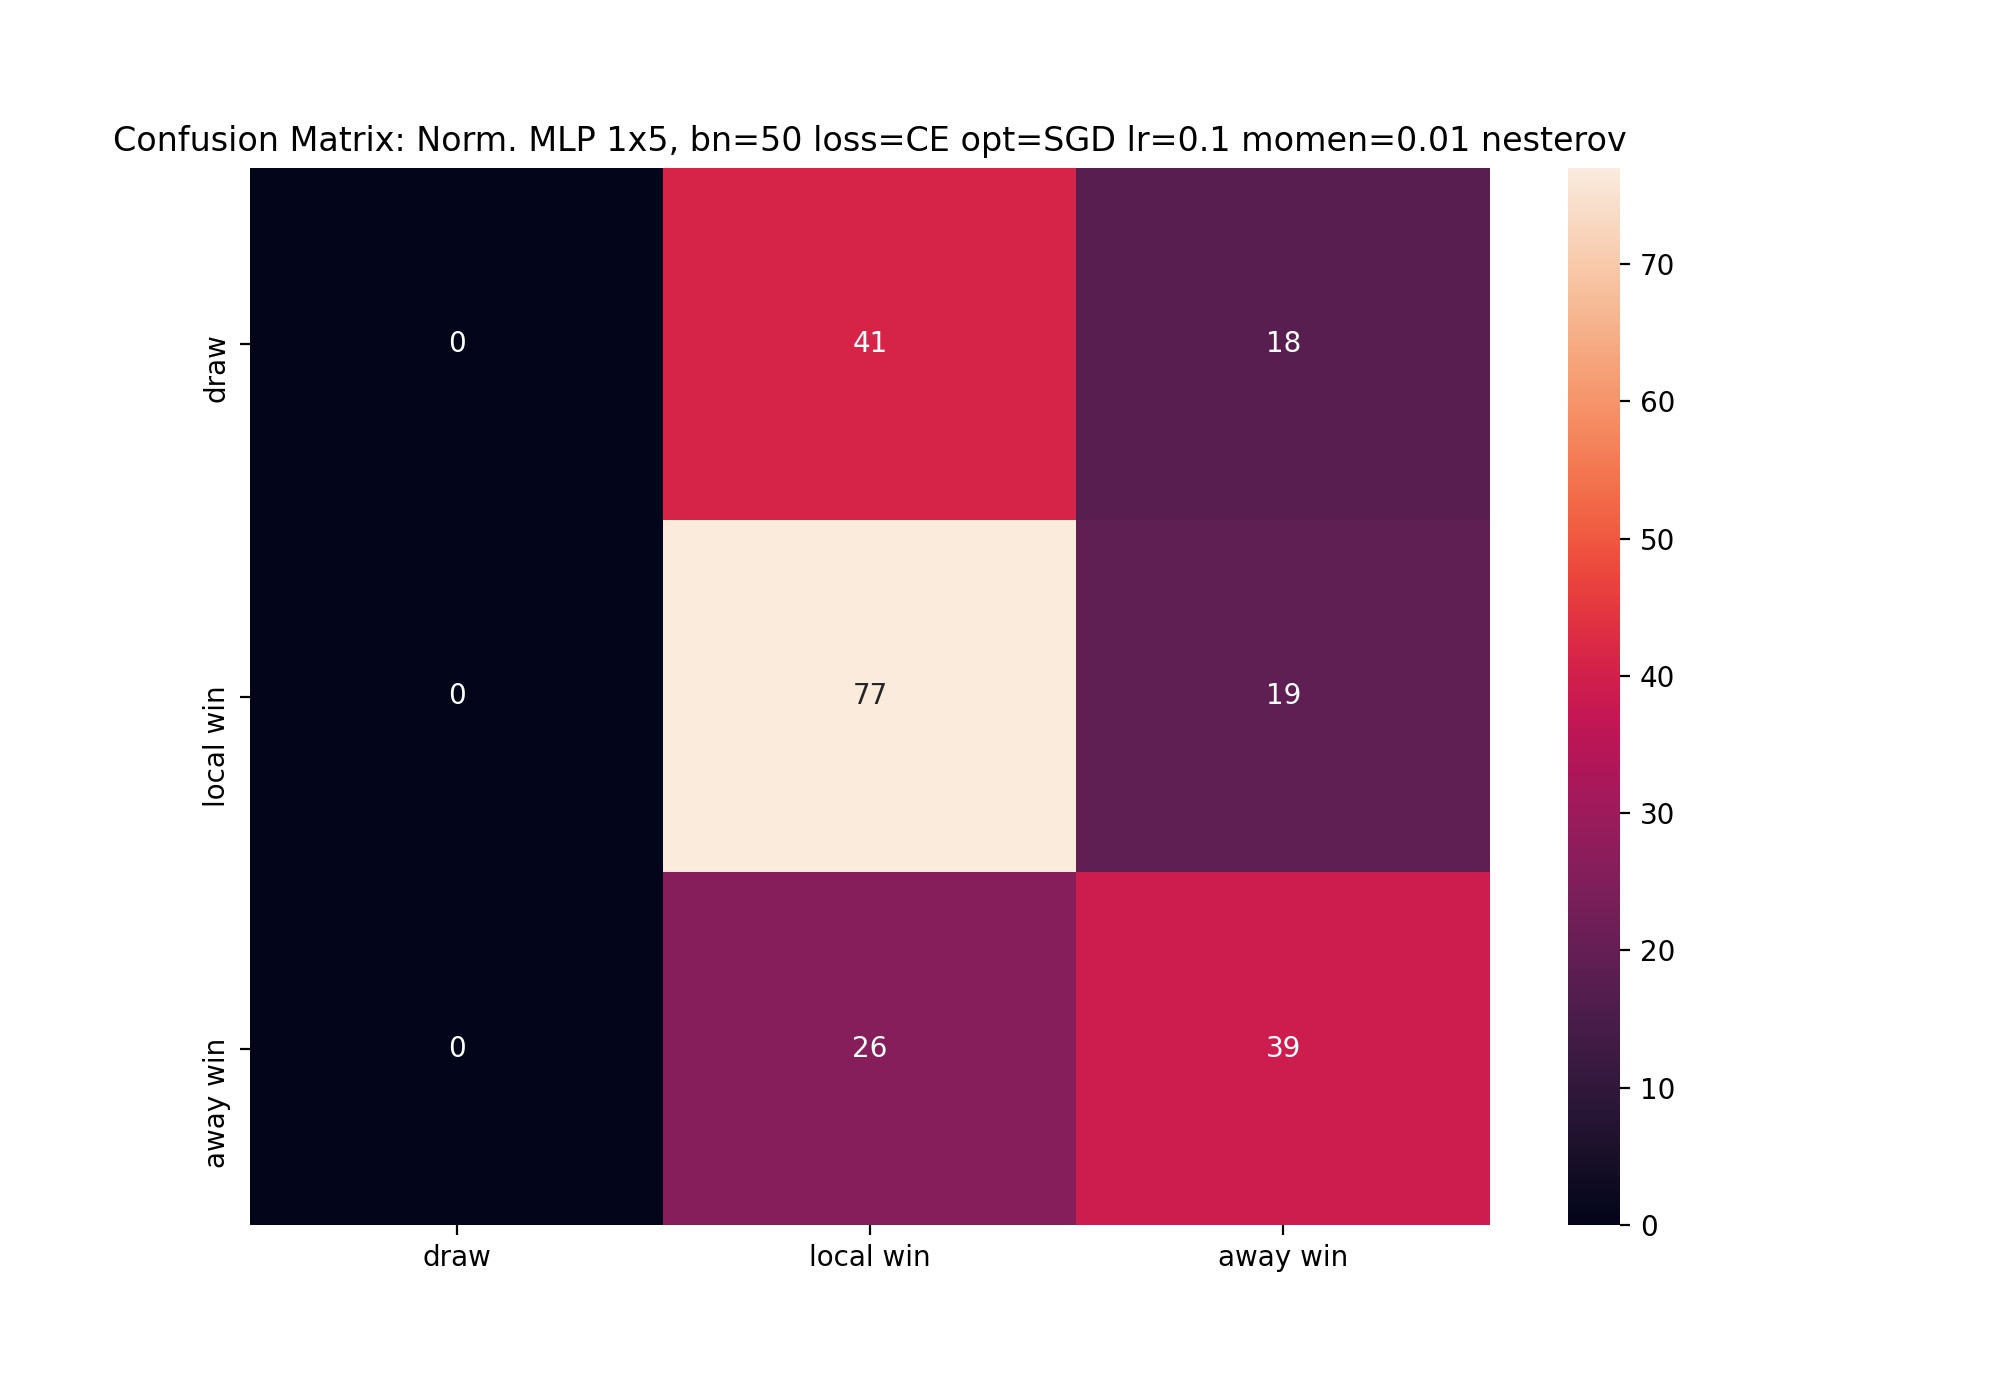 Confusion Matrix: Norm. MLP 1x5, bn=50 loss=CE opt=SGD lr=0.1 momen=0.01 nesterov
draw
0
41
18
local win
0
77
19
away win
0
26
39
draw
local win
away win
70
60
50
40
30
20
10
0